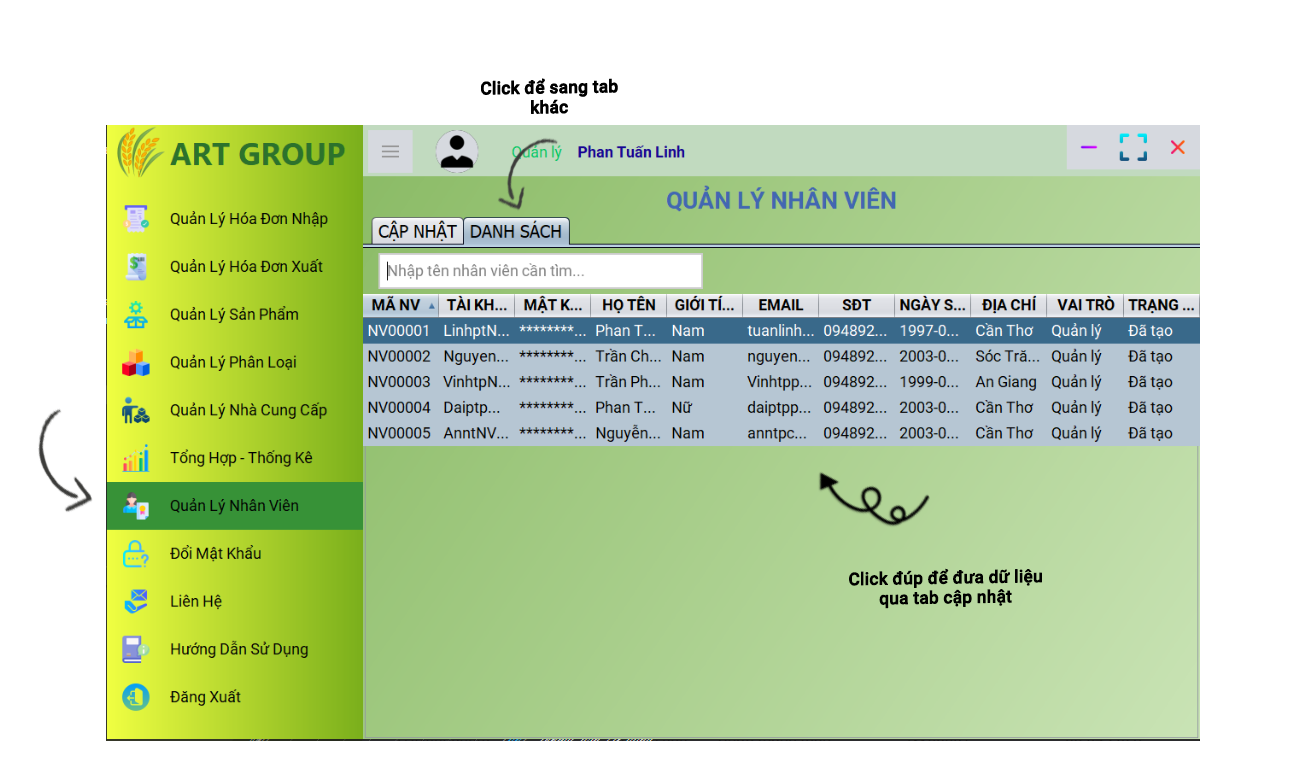 Click để sang tab
khác
ART GROUP
Quản lý Phan Tuấn Linh
QUẢN LÝ NHÂN VIÊN
CẬP NHẬT DANH SÁCH
Nhập tên nhân viên cần tìm...
Quản Lý Hóa Đơn Nhập
Quản Lý Hóa Đơn Xuất
Quản Lý Sản Phẩm
Quản Lý Phân Loại
Quản Lý Nhà Cung Cấp
Tổng Hợp - Thống Kê
Quản Lý Nhân Viên
Đổi Mật Khẩu
Liên Hệ
Hướng Dẫn Sử Dụng
Đăng Xuất
MÃ NV TÀI KH... MẬT K... HỌ TÊN GIỚI TÍ... EMAIL SĐT NGÀY S... ĐỊA CHỈ VAI TRÒ TRẠNG ...
NV00001 LinhptN... ********... Phan T... Nam tuanlinh... 094892... 1997-0... Cần Thơ Quản lý Đã tạo
NV00002 Nguyen... ********... Trần Ch... Nam nguyen... 094892... 2003-0... Sóc Tră... Quản lý Đã tạo
NV00003 VinhtpN... ********... Trần Ph... Nam Vinhtpp... 094892... 1999-0... An Giang Quản lý Đã tạo
NV00004 Daiptp... ********... Phan T... Nữ daiptpp... 094892... 2003-0... Cần Thơ Quản lý Đã tạo
NV00005 AnntNV... ********... Nguyễn... Nam anntpc... 094892... 2003-0... Cần Thơ Quản lý Đã tạo
Click đúp để đưa dữ liệu
qua tab cập nhật